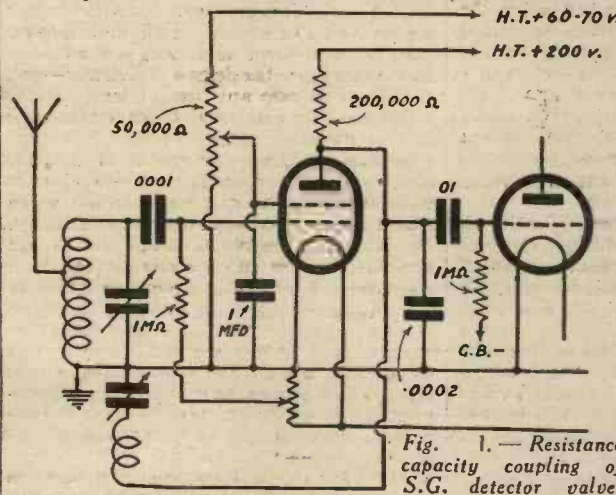 H.T.+60-70 v.
H.T.+200 v.
50,000 Ω
200,000 Ω
0001
01
1MΩ
1
MFD
1MΩ
G.B.-
.0002
Fig. 1.—Resistance
capacity coupling of
S.G. detector valve